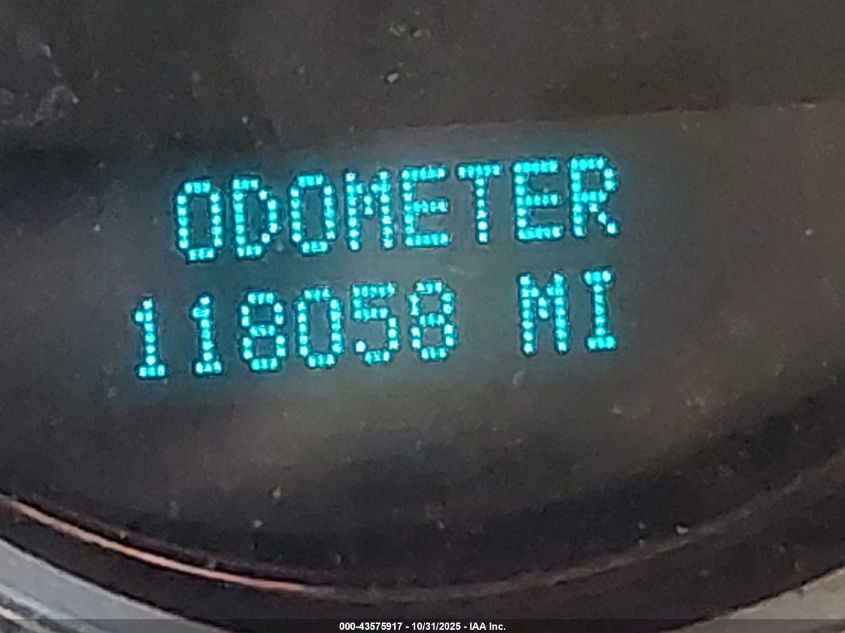 ODOMETER
118058 MI
000-43575917 - 10/31/2025 - IAA Inc.